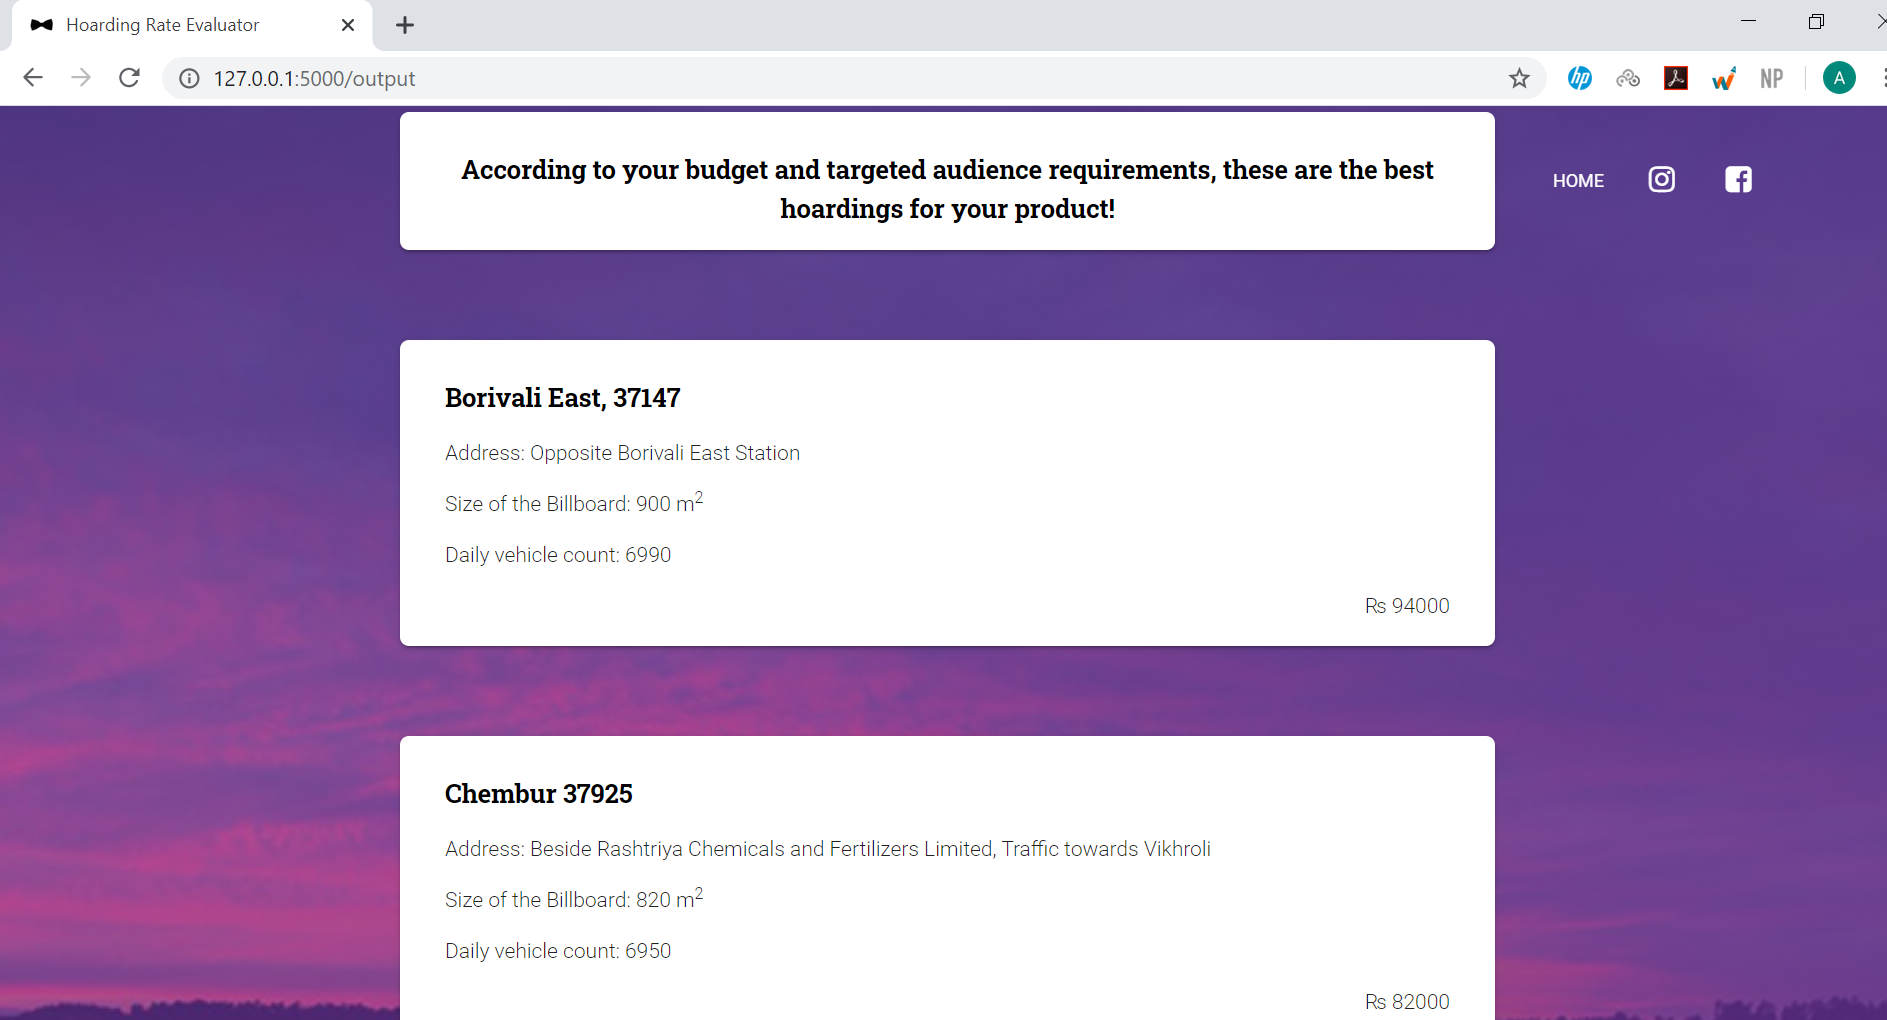 Hoarding Rate Evaluator
127.0.0.1:5000/output
hp
NP
A
According to your budget and targeted audience requirements, these are the best
hoardings for your product!
HOME
Borivali East, 37147
Address: Opposite Borivali East Station
Size of the Billboard: 900 m²
Daily vehicle count: 6990
Rs 94000
Chembur 37925
Address: Beside Rashtriya Chemicals and Fertilizers Limited, Traffic towards Vikhroli
Size of the Billboard: 820 m²
Daily vehicle count: 6950
Rs 82000